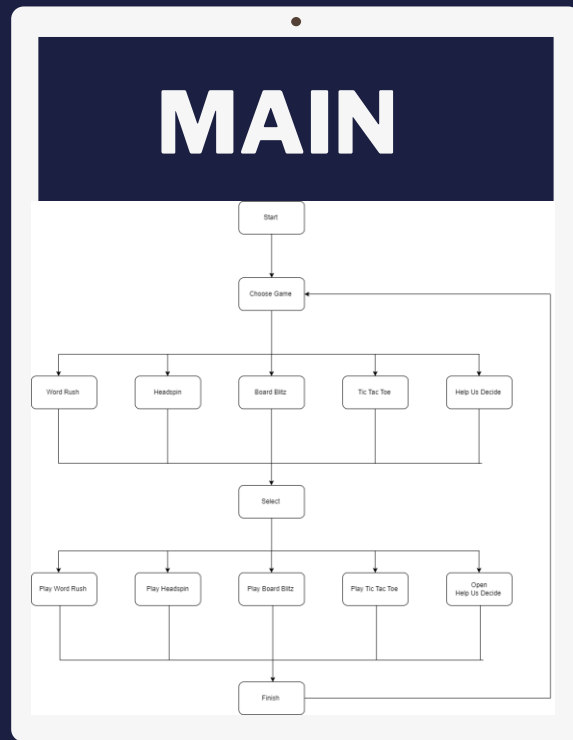 MAIN
Start
Choose Game
Word Rush
Headspin
Board Blitz
Tic Tac Toe
Help Us Decide
Select
Play Word Rush
Play Headspin
Play Board Blitz
Play Tic Tac Toe
Open
Help Us Decide
Finish